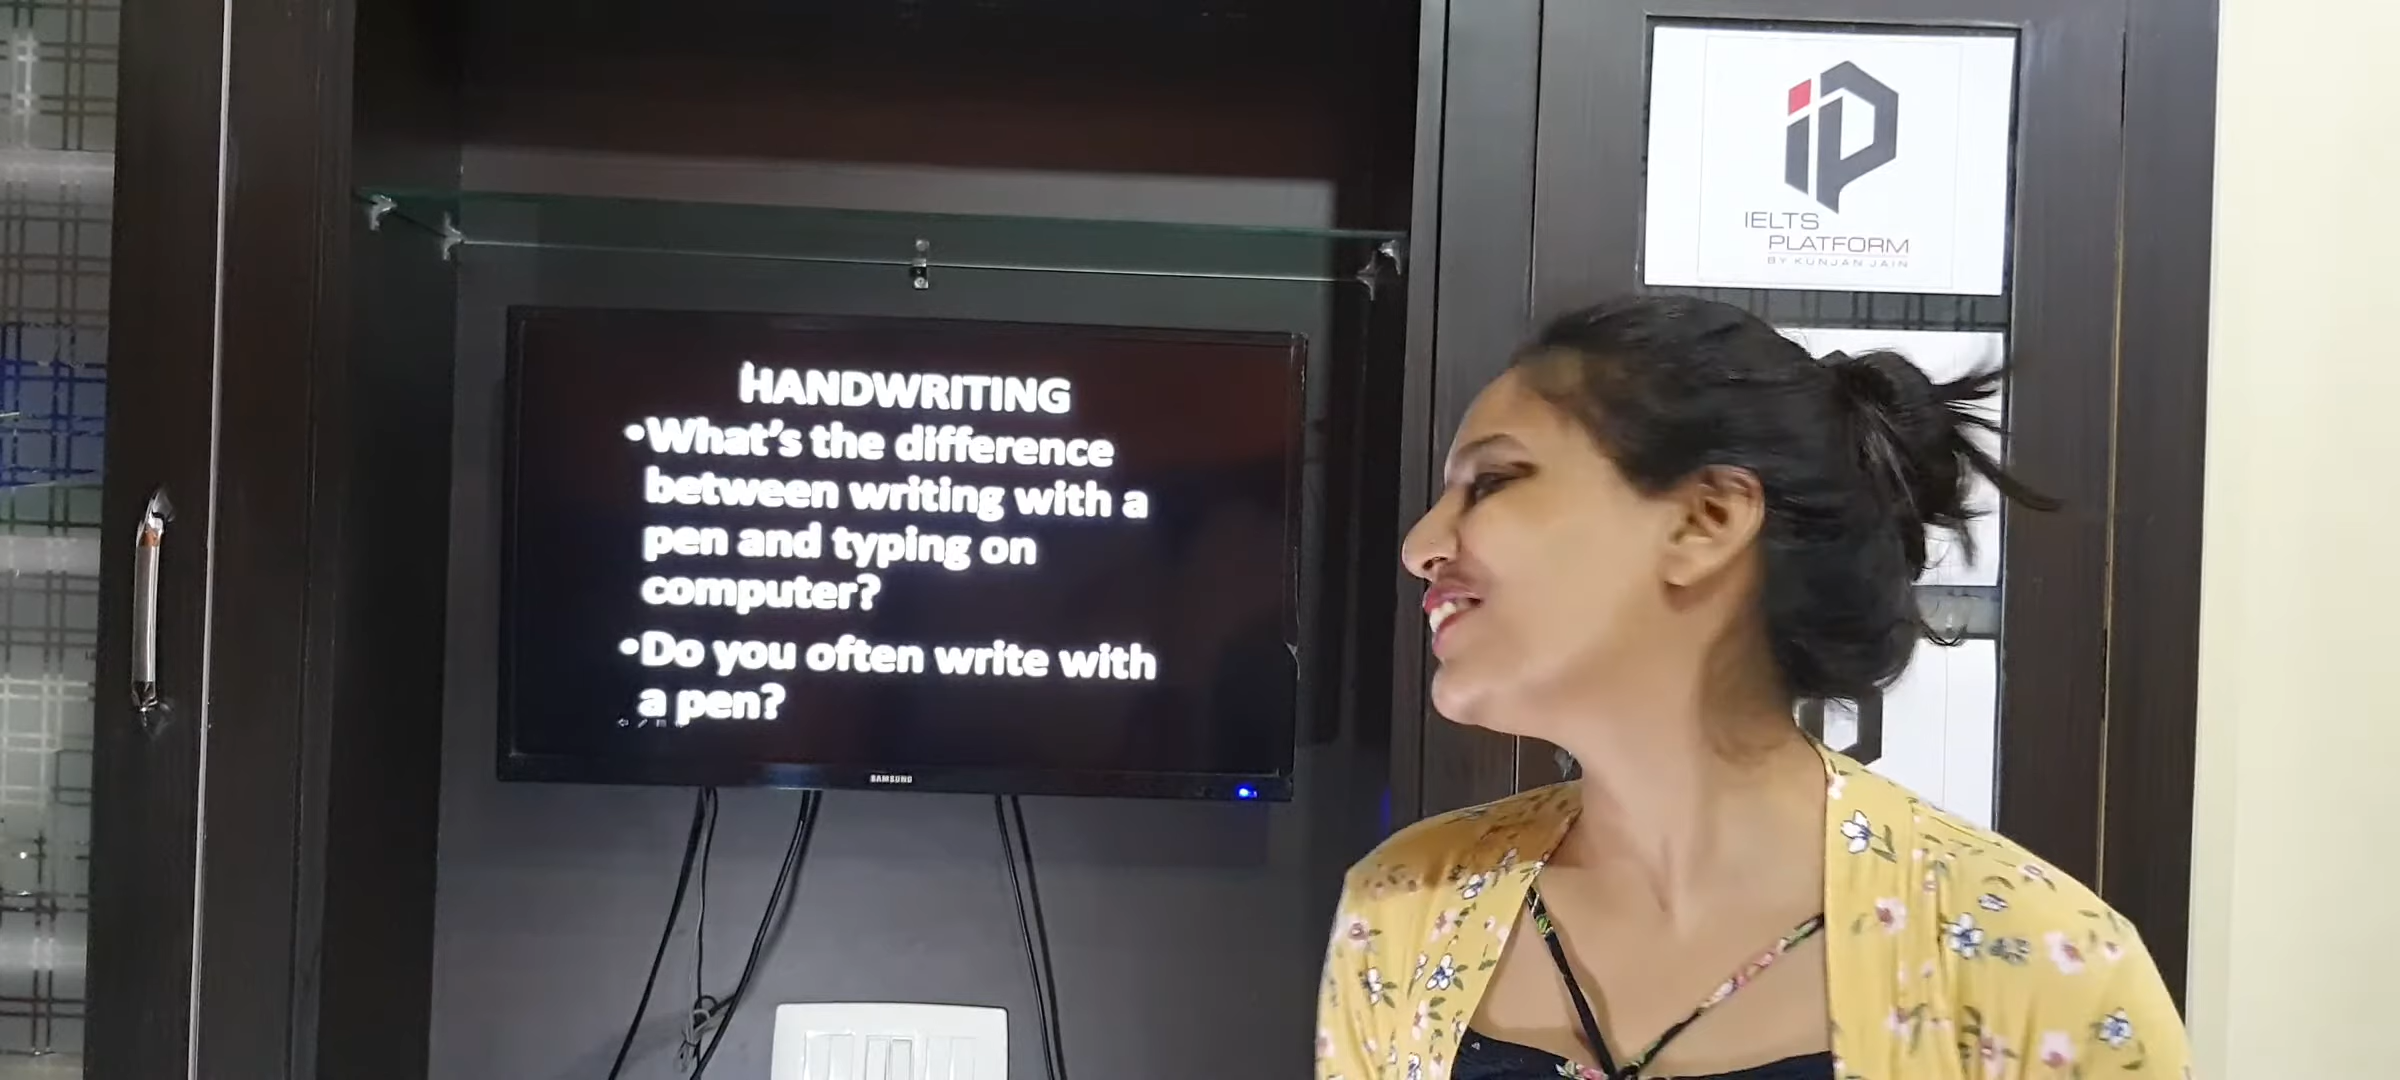 HANDWRITING
•What's the difference
between writing with a
pen and typing on
computer?
•Do you often write with
a pen?
SAMSUNG
iP
IELTS
PLATFORM
BY KUNJAN JAIN